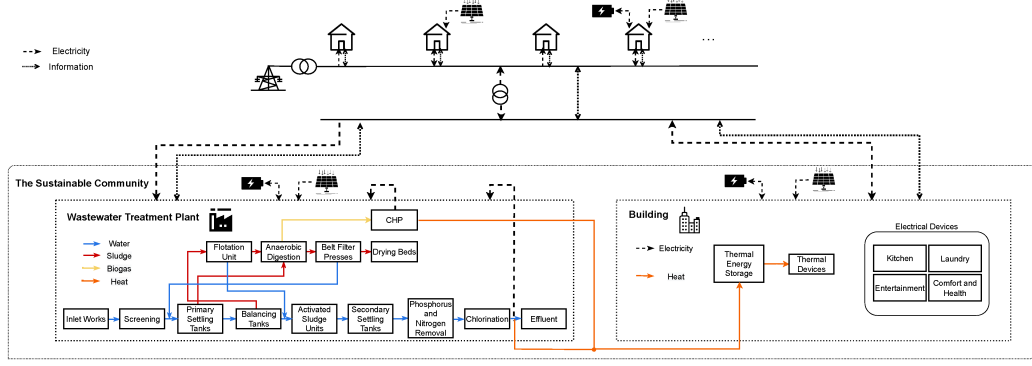 ...
Electricity
Information
The Sustainable Community
Wastewater Treatment Plant
Water
Sludge
Biogas
Heat
CHP
Flotation
Unit
Anaerobic
Digestion
Belt Filter
Presses
Drying Beds
Inlet Works
Screening
Primary
Settling
Tanks
Balancing
Tanks
Activated
Sludge
Units
Secondary
Settling
Tanks
Phosphorus
and
Nitrogen
Removal
Chlorination
Effluent
Building
Electricity
Heat
Thermal
Energy
Storage
Thermal
Devices
Electrical Devices
Kitchen
Laundry
Entertainment
Comfort and
Health